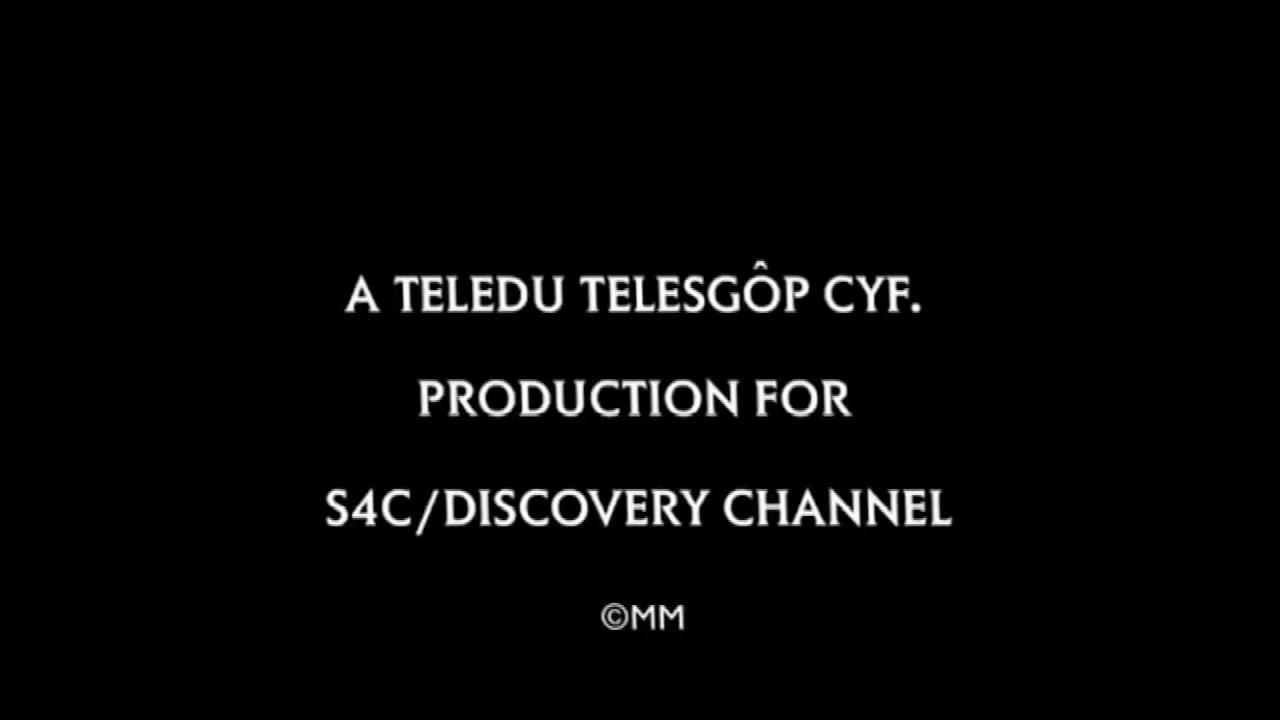 A TELEDU TELESGÔP CYF.
PRODUCTION FOR
S4C/DISCOVERY CHANNEL
©MM